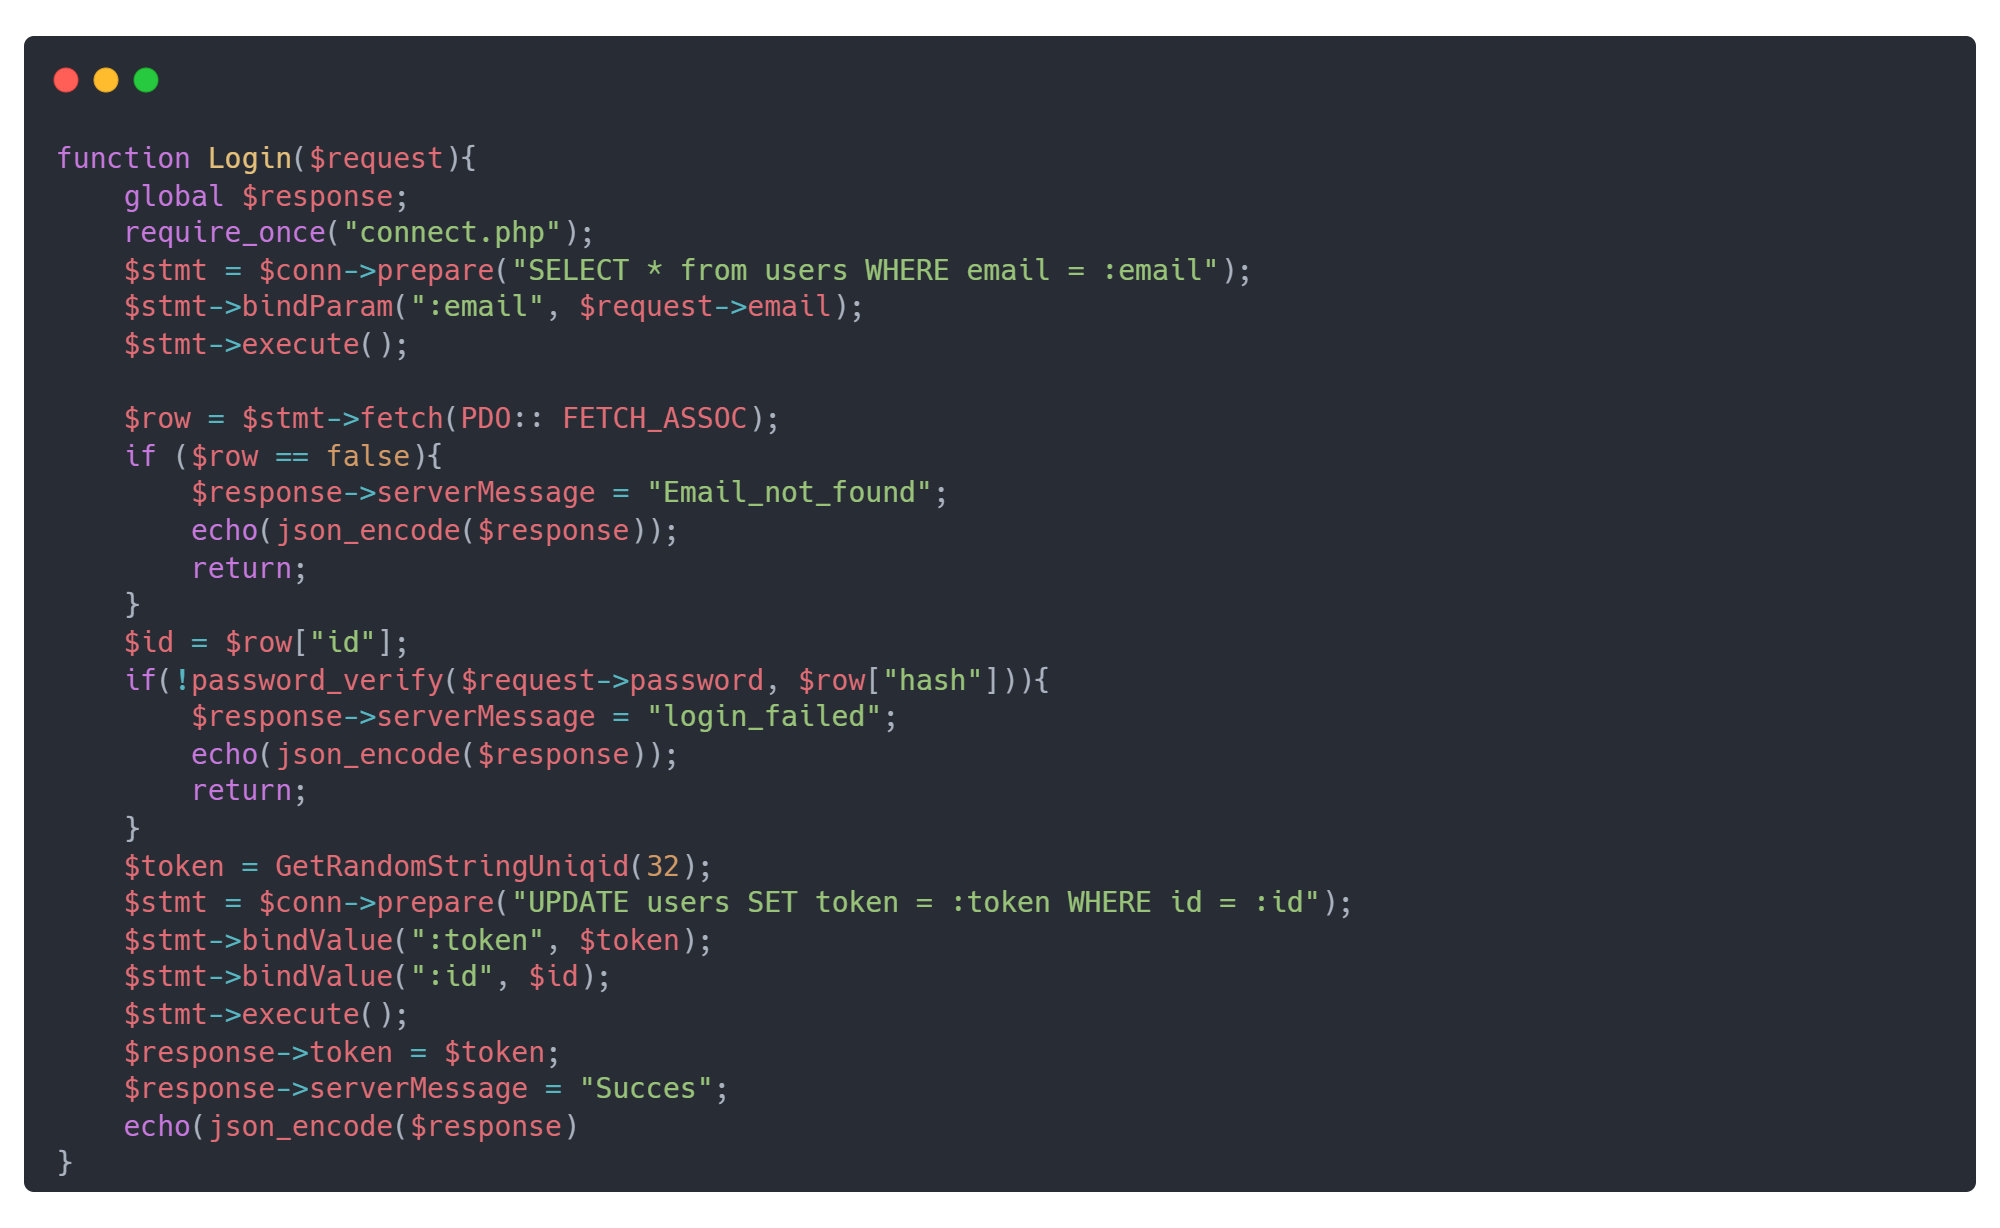 function Login($request){
    global $response;
    require_once("connect.php");
    $stmt = $conn->prepare("SELECT * from users WHERE email = :email");
    $stmt->bindParam(":email", $request->email);
    $stmt->execute();

    $row = $stmt->fetch(PDO:: FETCH_ASSOC);
    if ($row == false){
        $response->serverMessage = "Email_not_found";
        echo(json_encode($response));
        return;
    }
    $id = $row["id"];
    if(!password_verify($request->password, $row["hash"])){
        $response->serverMessage = "login_failed";
        echo(json_encode($response));
        return;
    }
    $token = GetRandomStringUniqid(32);
    $stmt = $conn->prepare("UPDATE users SET token = :token WHERE id = :id");
    $stmt->bindValue(":token", $token);
    $stmt->bindValue(":id", $id);
    $stmt->execute();
    $response->token = $token;
    $response->serverMessage = "Succes";
    echo(json_encode($response)
}